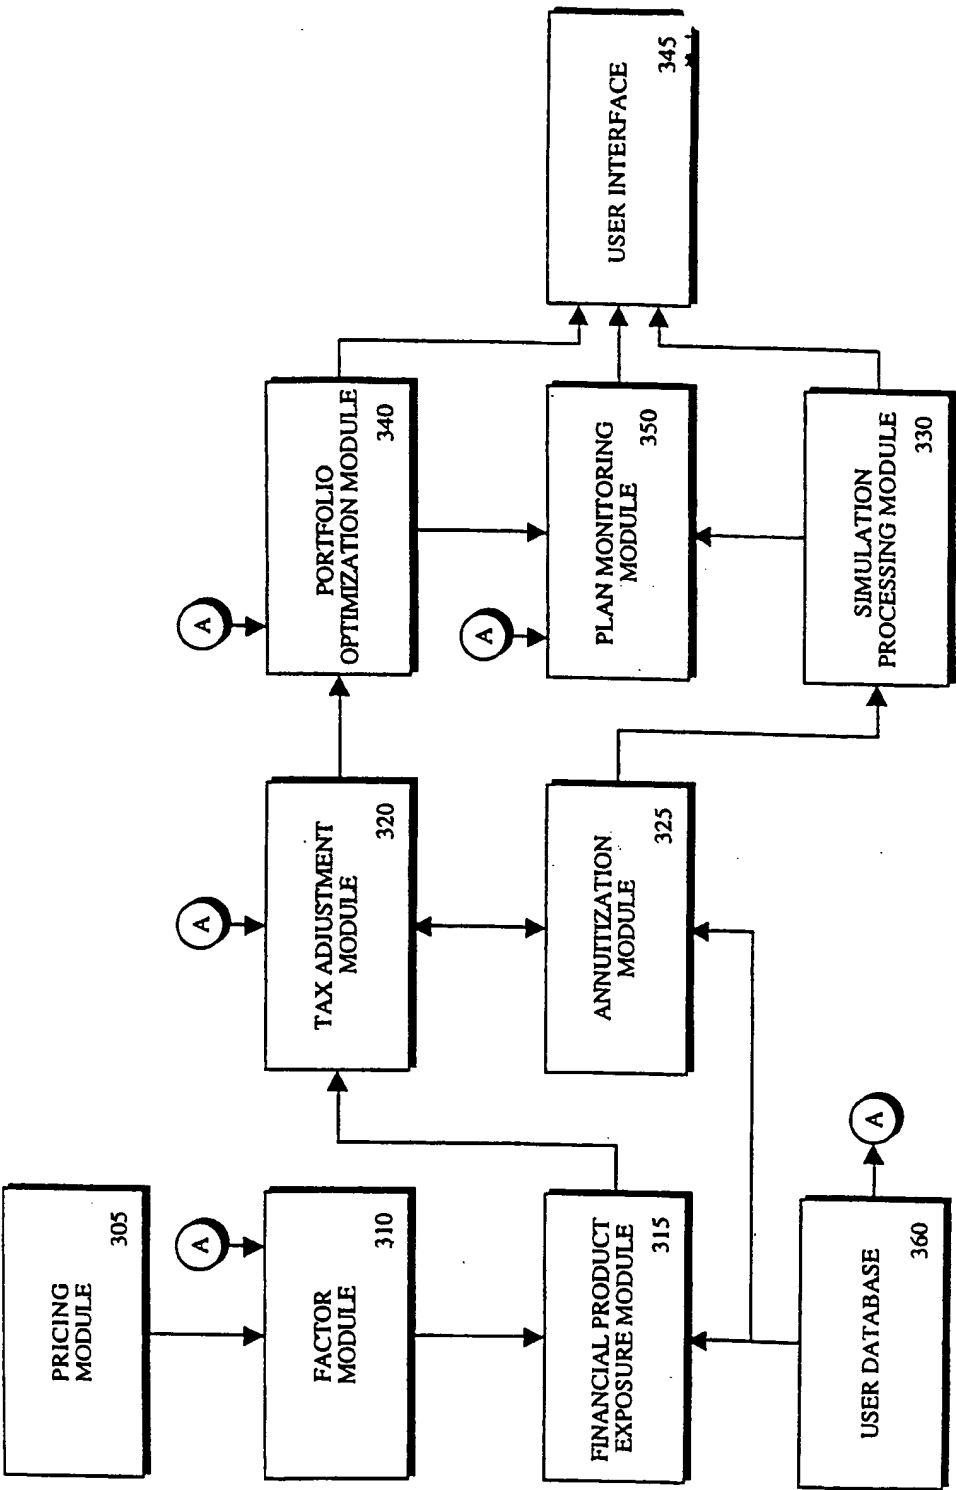 PRICING
MODULE
305
A
FACTOR
MODULE
310
FINANCIAL PRODUCT
EXPOSURE MODULE
315
USER DATABASE
360
A
A
TAX ADJUSTMENT
MODULE
320
ANNUITIZATION
MODULE
325
A
PORTFOLIO
OPTIMIZATION MODULE
340
A
PLAN MONITORING
MODULE
350
SIMULATION
PROCESSING MODULE
330
USER INTERFACE
345